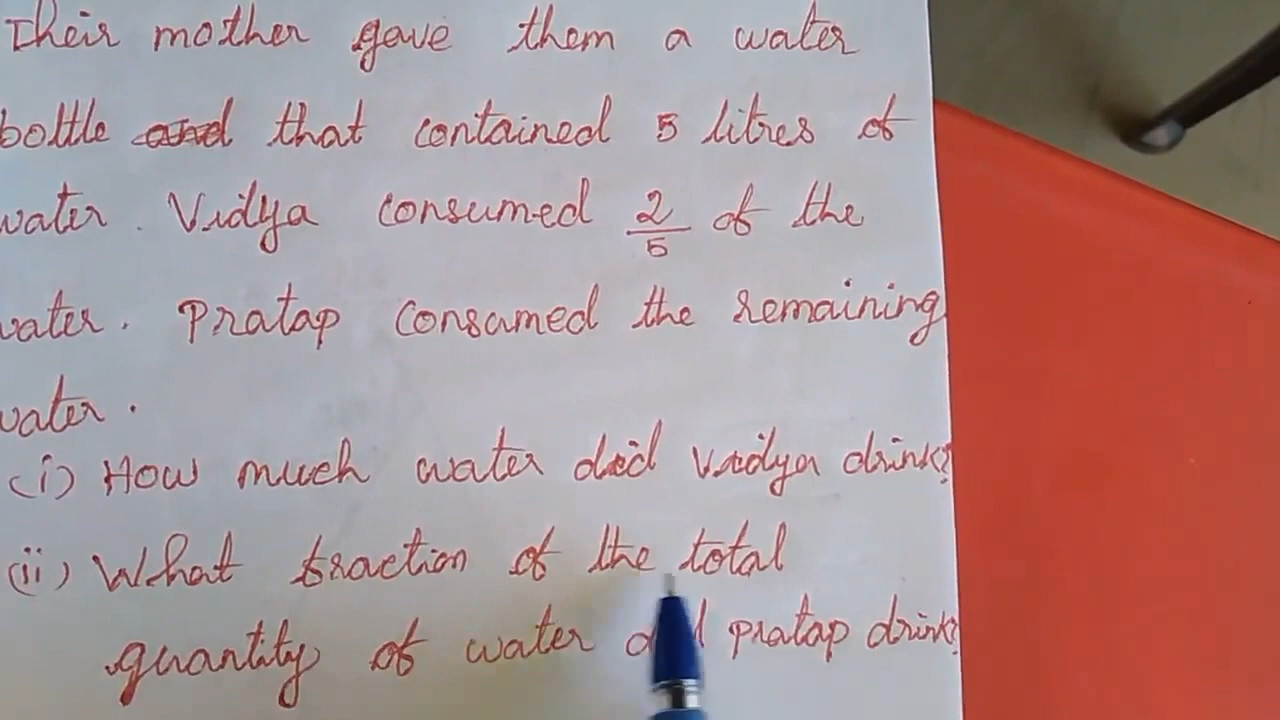 Their mother gave them a water
bottle and that contained 5 litres of
water. Vidya consumed 2/5 of the
water. Pratap consumed the remaining
water.
(i) How much water did Vidya drink?
(ii) What fraction of the total
quantity of water did pratap drink?